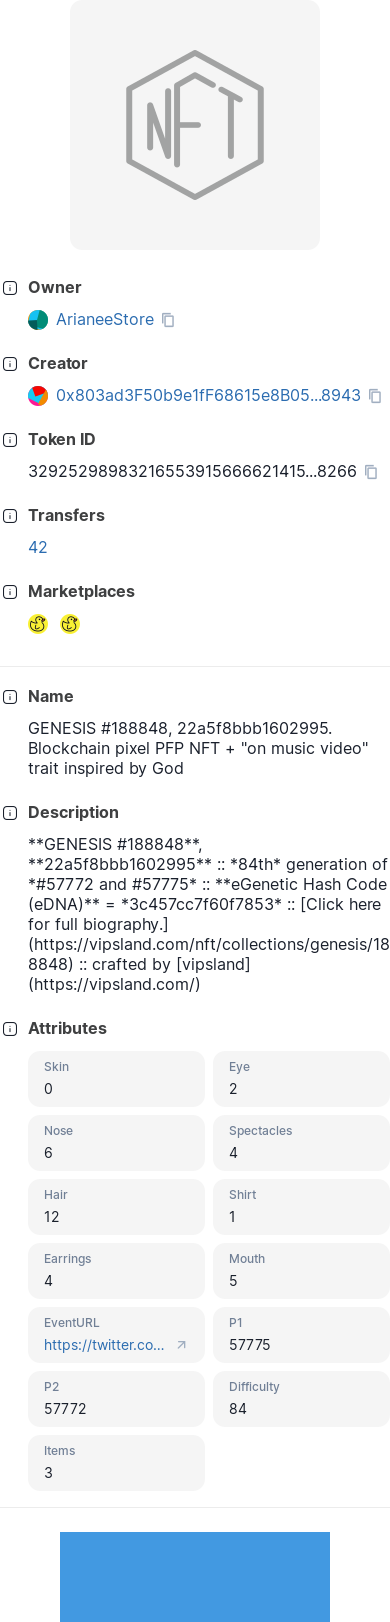 NFT
Owner
ArianeeStore
Creator
0x803ad3F50b9e1fF68615e8B05...8943
Token ID
32925298983216553915666621415...8266
Transfers
42
Marketplaces
Name
GENESIS #188848, 22a5f8bbb1602995.
Blockchain pixel PFP NFT + "on music video"
trait inspired by God
Description
**GENESIS #188848**,
**22a5f8bbb1602995** :: *84th* generation of
*#57772 and #57775* :: **eGenetic Hash Code
(eDNA)** = *3c457cc7f60f7853* :: [Click here
for full biography.]
(https://vipsland.com/nft/collections/genesis/18
8848) :: crafted by [vipsland]
(https://vipsland.com/)
Attributes
Skin
0
Eye
2
Nose
6
Spectacles
4
Hair
12
Shirt
1
Earrings
4
Mouth
5
EventURL
https://twitter.co...
P1
57775
P2
57772
Difficulty
84
Items
3